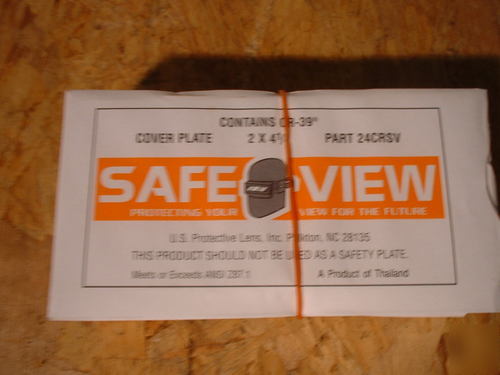 CONTAINS CR-39®
COVER PLATE 2 X 4¼ PART 24CRSV
SAFE VIEW
PROTECTING YOUR VIEW FOR THE FUTURE
U.S. Protective Lens, Inc. Polkton, NC 28135
THIS PRODUCT SHOULD NOT BE USED AS A SAFETY PLATE.
Meets or Exceeds ANSI Z87.1 A Product of Thailand